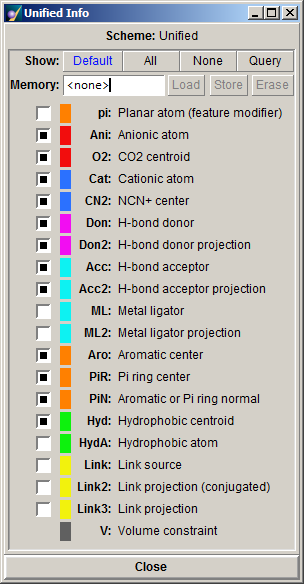 Unified Info
Scheme: Unified
Show: Default All None Query
Memory: <none> Load Store Erase
pi: Planar atom (feature modifier)
Ani: Anionic atom
O2: CO2 centroid
Cat: Cationic atom
CN2: NCN+ center
Don: H-bond donor
Don2: H-bond donor projection
Acc: H-bond acceptor
Acc2: H-bond acceptor projection
ML: Metal ligator
ML2: Metal ligator projection
Aro: Aromatic center
PiR: Pi ring center
PiN: Aromatic or Pi ring normal
Hyd: Hydrophobic centroid
HydA: Hydrophobic atom
Link: Link source
Link2: Link projection (conjugated)
Link3: Link projection
V: Volume constraint
Close